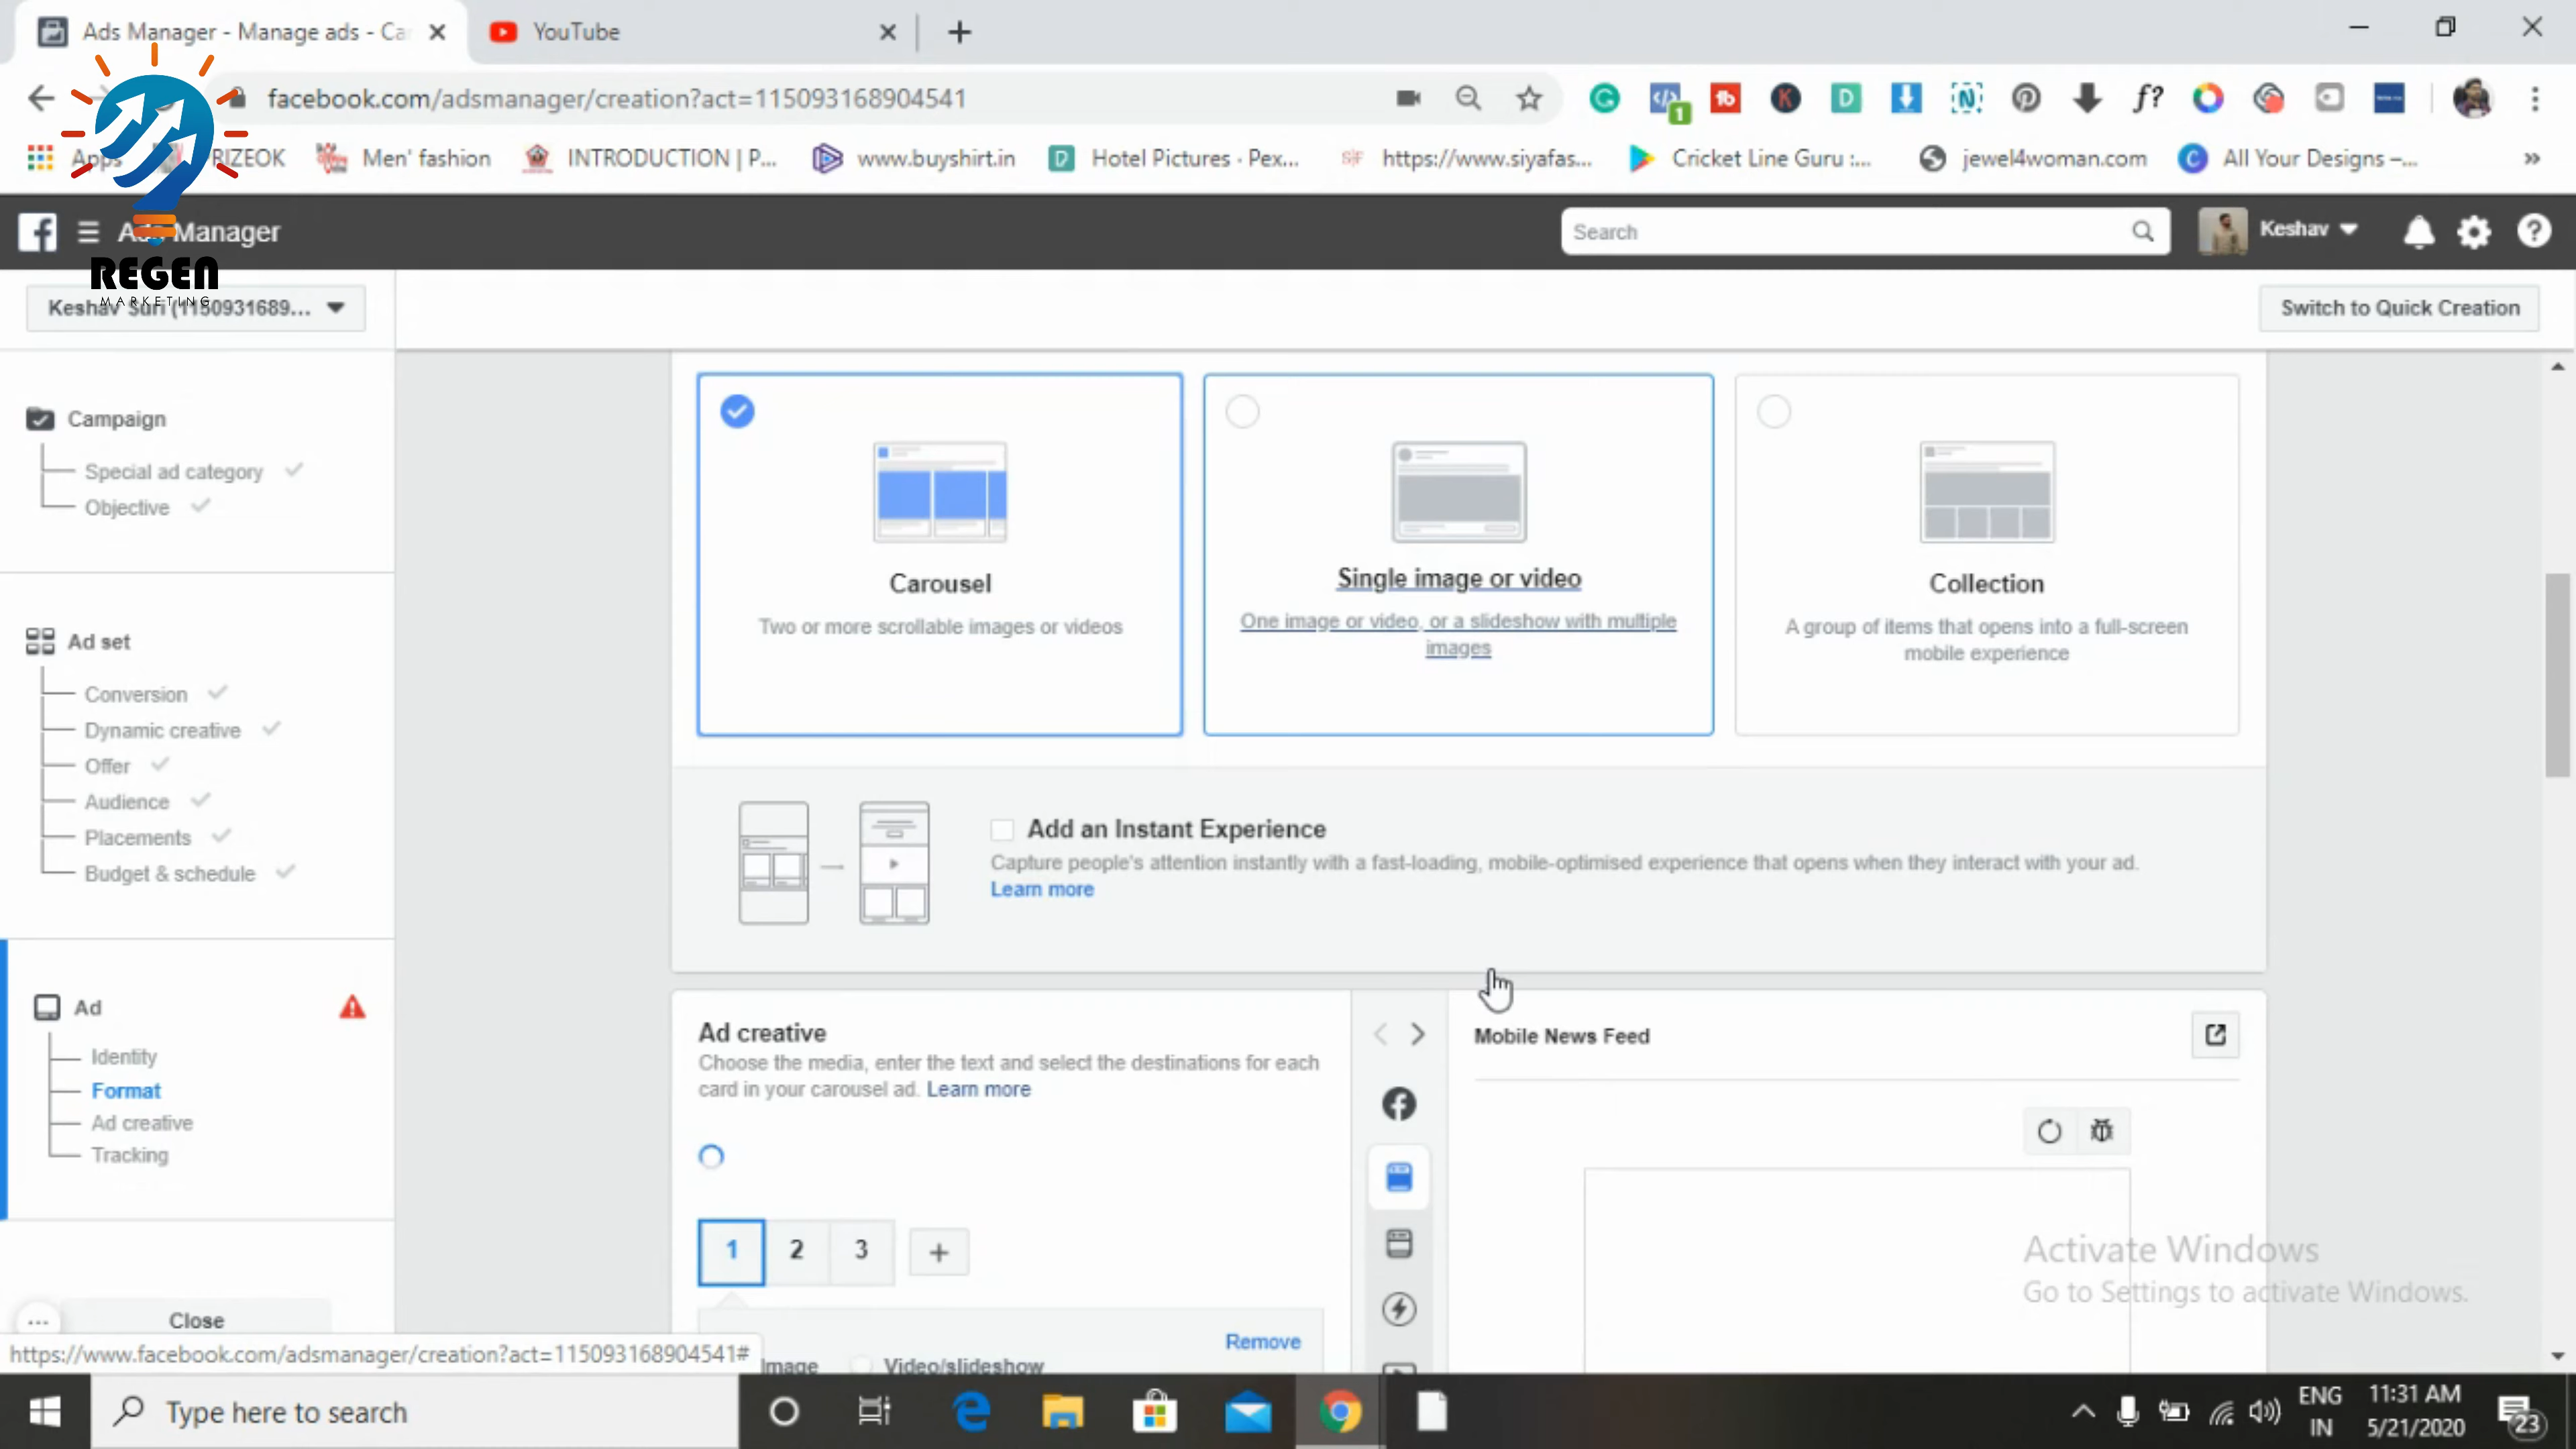 Ads Manager - Manage ads - Ca
YouTube
facebook.com/adsmanager/creation?act=115093168904541
1
f?
Apps
RIZEOK
Men' fashion
INTRODUCTION | P...
www.buyshirt.in
Hotel Pictures · Pex...
https://www.siyafas...
Cricket Line Guru :...
jewel4woman.com
All Your Designs –...
Ads Manager
Search
Keshav
REGEN
MARKETING
Keshav Suri (1150931689...
Switch to Quick Creation
Campaign
Special ad category
Objective
Ad set
Conversion
Dynamic creative
Offer
Audience
Placements
Budget & schedule
Ad
Identity
Format
Ad creative
Tracking
Close
Carousel
Two or more scrollable images or videos
Single image or video
One image or video, or a slideshow with multiple
images
Collection
A group of items that opens into a full-screen
mobile experience
Add an Instant Experience
Capture people's attention instantly with a fast-loading, mobile-optimised experience that opens when they interact with your ad.
Learn more
Ad creative
Choose the media, enter the text and select the destinations for each
card in your carousel ad. Learn more
1 2 3 +
Remove
Image
Video/slideshow
Mobile News Feed
Activate Windows
Go to Settings to activate Windows.
https://www.facebook.com/adsmanager/creation?act=115093168904541#
Type here to search
ENG
IN
11:31 AM
5/21/2020
23